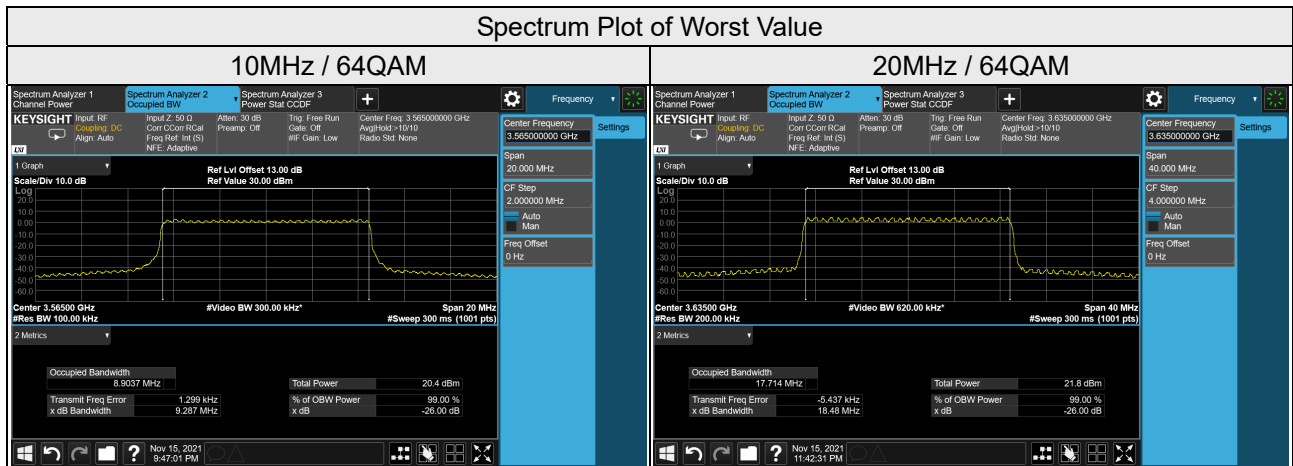 Spectrum Plot of Worst Value
10MHz / 64QAM
Spectrum Analyzer 1
Channel Power
Spectrum Analyzer 2
Occupied BW
Spectrum Analyzer 3
Power Stat CCDF
+
Frequency
KEYSIGHT
Input: RF
Coupling: DC
Align: Auto
Input Z: 50 Ω
Corr CCorr RCal
Freq Ref: Int (S)
NFE: Adaptive
Atten: 30 dB
Preamp: Off
Trig: Free Run
Gate: Off
#IF Gain: Low
Center Freq: 3.565000000 GHz
Avg|Hold:>10/10
Radio Std: None
LXI
Center Frequency
3.565000000 GHz
Settings
Span
20.000 MHz
CF Step
2.000000 MHz
Auto
Man
Freq Offset
0 Hz
1 Graph
Scale/Div 10.0 dB
Ref Lvl Offset 13.00 dB
Ref Value 30.00 dBm
Log
20.0
10.0
0.00
-10.0
-20.0
-30.0
-40.0
-50.0
-60.0
Center 3.56500 GHz
#Video BW 300.00 kHz*
Span 20 MHz
#Res BW 100.00 kHz
#Sweep 300 ms (1001 pts)
2 Metrics
Occupied Bandwidth
8.9037 MHz
Total Power 20.4 dBm
Transmit Freq Error 1.299 kHz
% of OBW Power 99.00 %
x dB Bandwidth 9.287 MHz
x dB -26.00 dB
?
Nov 15, 2021
9:47:01 PM
20MHz / 64QAM
Spectrum Analyzer 1
Channel Power
Spectrum Analyzer 2
Occupied BW
Spectrum Analyzer 3
Power Stat CCDF
+
Frequency
KEYSIGHT
Input: RF
Coupling: DC
Align: Auto
Input Z: 50 Ω
Corr CCorr RCal
Freq Ref: Int (S)
NFE: Adaptive
Atten: 30 dB
Preamp: Off
Trig: Free Run
Gate: Off
#IF Gain: Low
Center Freq: 3.635000000 GHz
Avg|Hold:>10/10
Radio Std: None
LXI
Center Frequency
3.635000000 GHz
Settings
Span
40.000 MHz
CF Step
4.000000 MHz
Auto
Man
Freq Offset
0 Hz
1 Graph
Scale/Div 10.0 dB
Ref Lvl Offset 13.00 dB
Ref Value 30.00 dBm
Log
20.0
10.0
0.00
-10.0
-20.0
-30.0
-40.0
-50.0
-60.0
Center 3.63500 GHz
#Video BW 620.00 kHz*
Span 40 MHz
#Res BW 200.00 kHz
#Sweep 300 ms (1001 pts)
2 Metrics
Occupied Bandwidth
17.714 MHz
Total Power 21.8 dBm
Transmit Freq Error -5.437 kHz
% of OBW Power 99.00 %
x dB Bandwidth 18.48 MHz
x dB -26.00 dB
?
Nov 15, 2021
11:42:31 PM